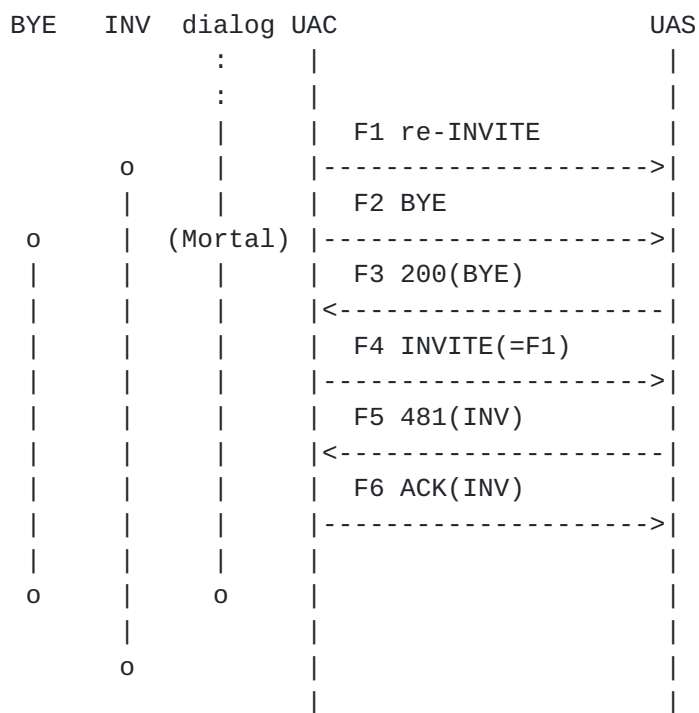 BYE   INV  dialog UAC                    UAS
             :     |                      |
             :     |                      |
             |     |  F1 re-INVITE        |
       o     |     |--------------------->|
       |     |     |  F2 BYE              |
 o     |  (Mortal) |--------------------->|
 |     |     |     |  F3 200(BYE)         |
 |     |     |     |<---------------------|
 |     |     |     |  F4 INVITE(=F1)      |
 |     |     |     |--------------------->|
 |     |     |     |  F5 481(INV)         |
 |     |     |     |<---------------------|
 |     |     |     |  F6 ACK(INV)         |
 |     |     |     |--------------------->|
 |     |     |     |                      |
 o     |     o     |                      |
       |           |                      |
       o           |                      |
                   |                      |